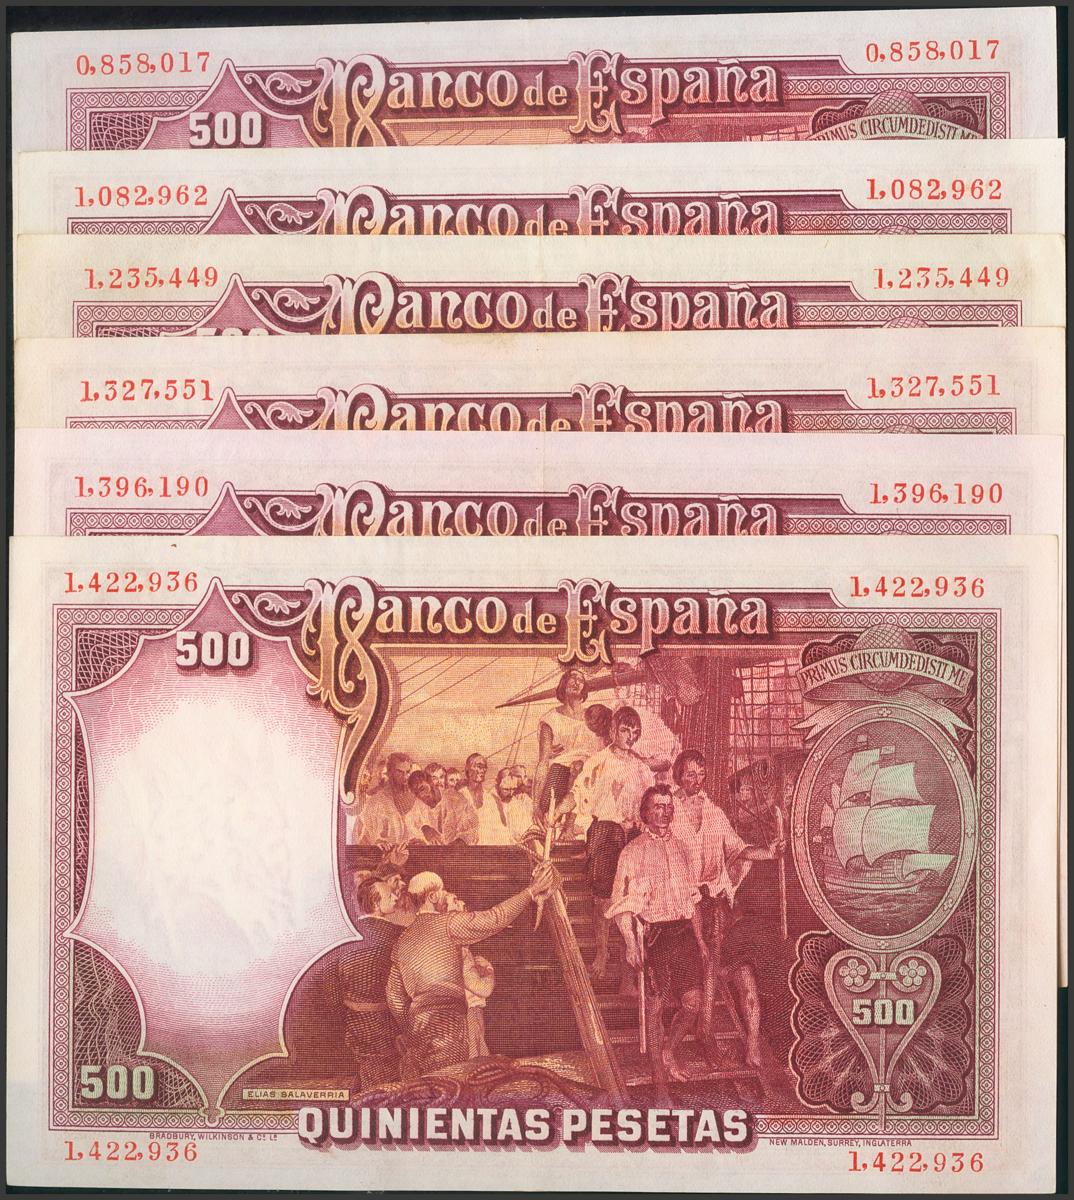 0,858,017 0,858,017
Banco de España
500
PRIMUS CIRCUMDEDISTI ME
1,082,962 1,082,962
Banco de España
1,235,449 1,235,449
Banco de España
500
1,327,551 1,327,551
Banco de España
1,396,190 1,396,190
Banco de España
1,422,936 1,422,936
Banco de España
500
PRIMUS CIRCUMDEDISTI ME
500
500
ELIAS SALAVERRIA
QUINIENTAS PESETAS
BRADBURY, WILKINSON & Cº Lᵈ NEW MALDEN, SURREY, INGLATERRA
1,422,936 1,422,936